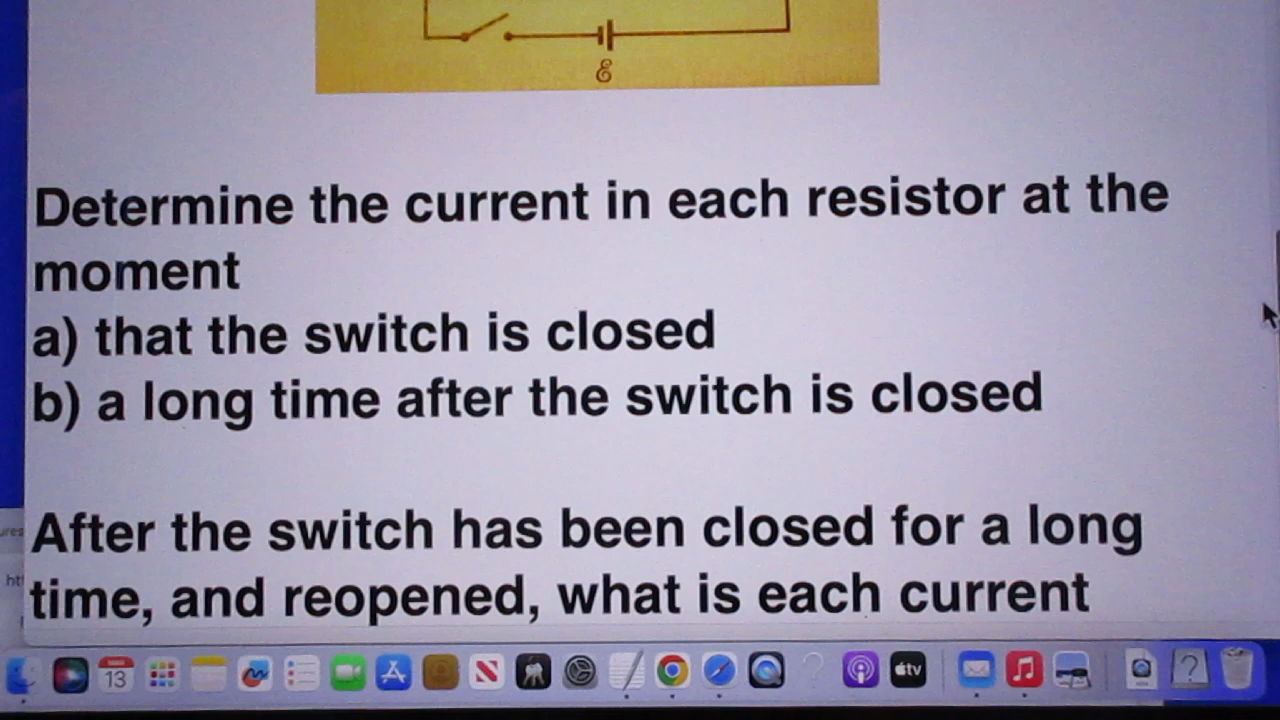 ℰ
Determine the current in each resistor at the
moment
a) that the switch is closed
b) a long time after the switch is closed
After the switch has been closed for a long
time, and reopened, what is each current
13
tv